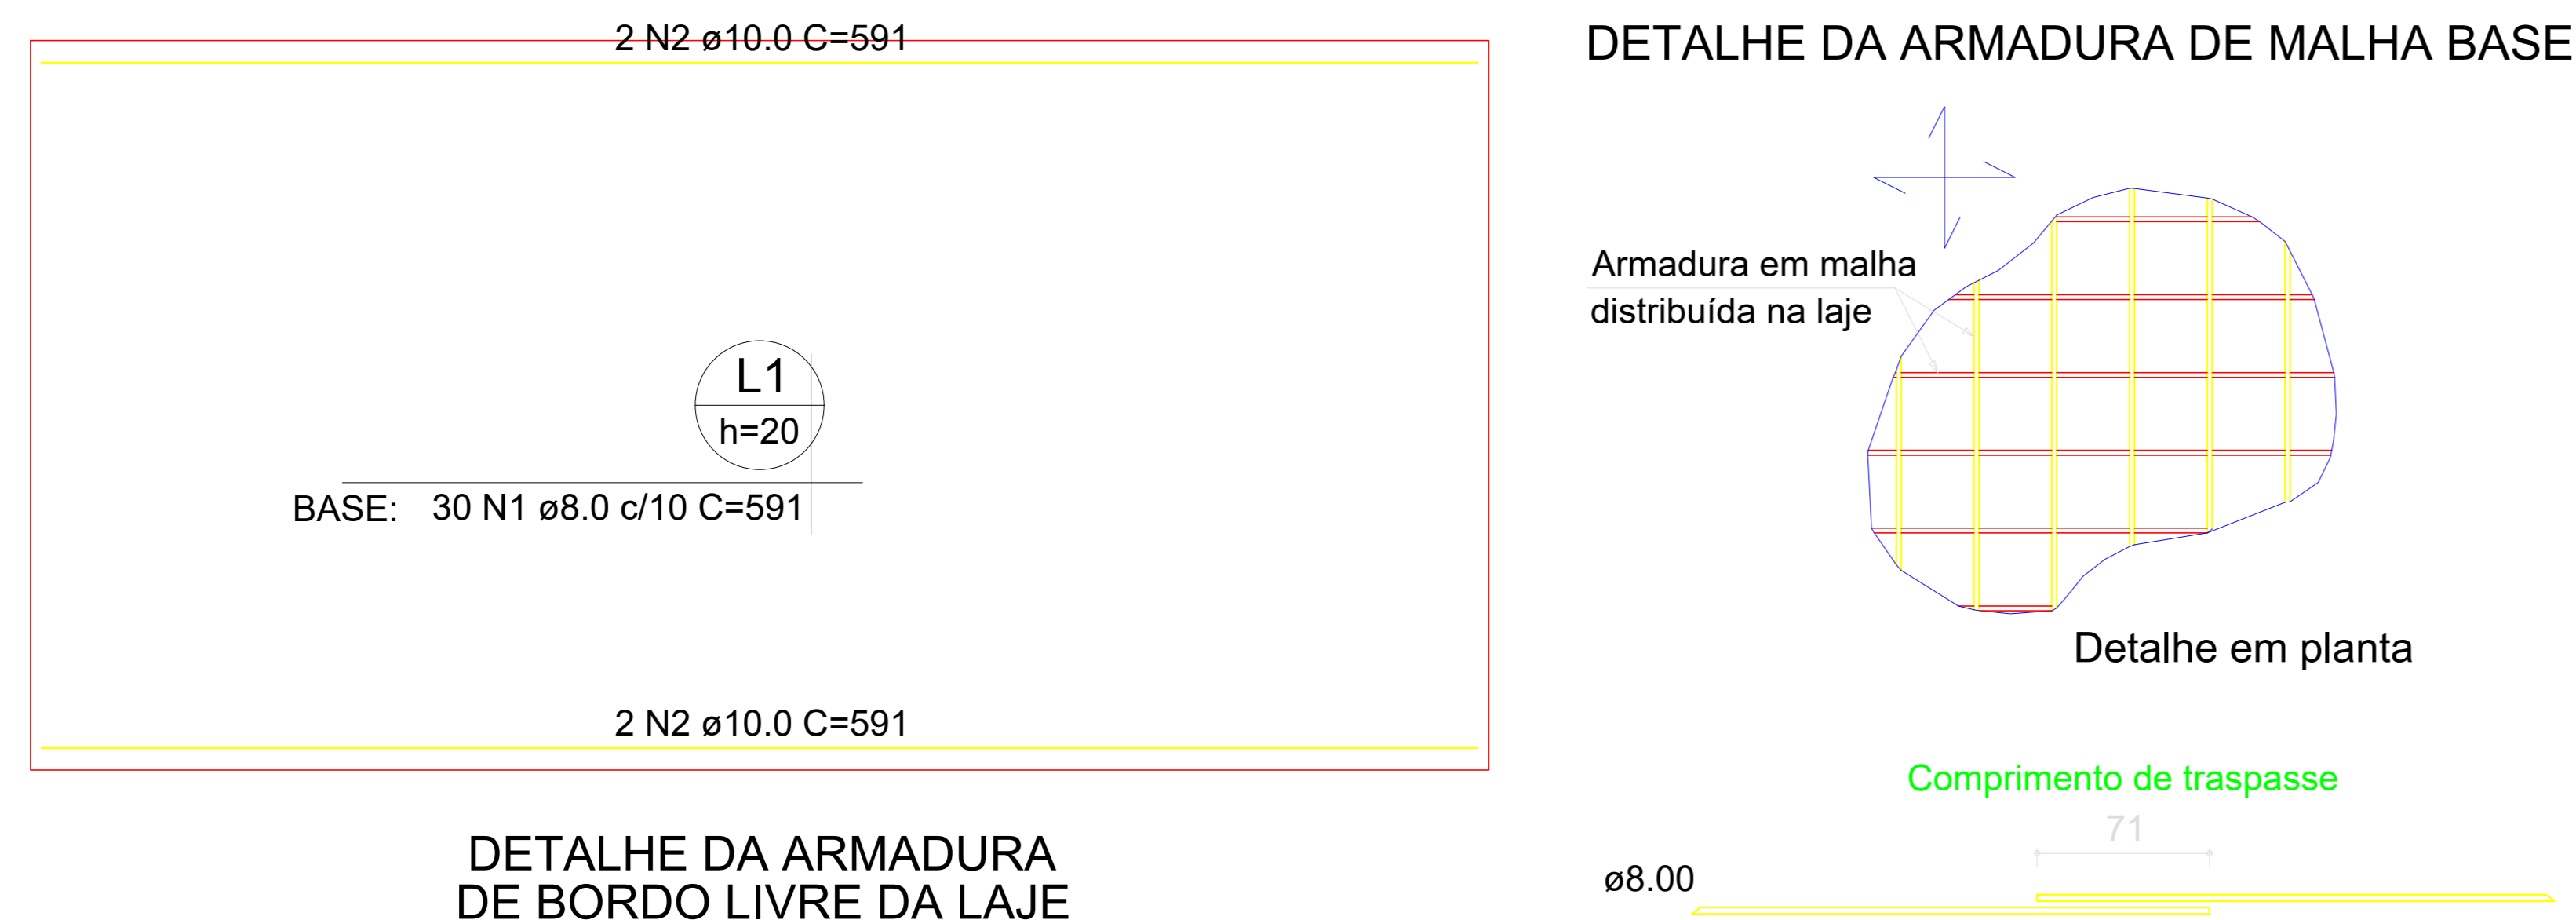 2 N2 ø10.0 C=591
L1
h=20
BASE: 30 N1 ø8.0 c/10 C=591
2 N2 ø10.0 C=591
DETALHE DA ARMADURA
DE BORDO LIVRE DA LAJE
DETALHE DA ARMADURA DE MALHA BASE
Armadura em malha
distribuída na laje
Detalhe em planta
Comprimento de traspasse
71
ø8.00